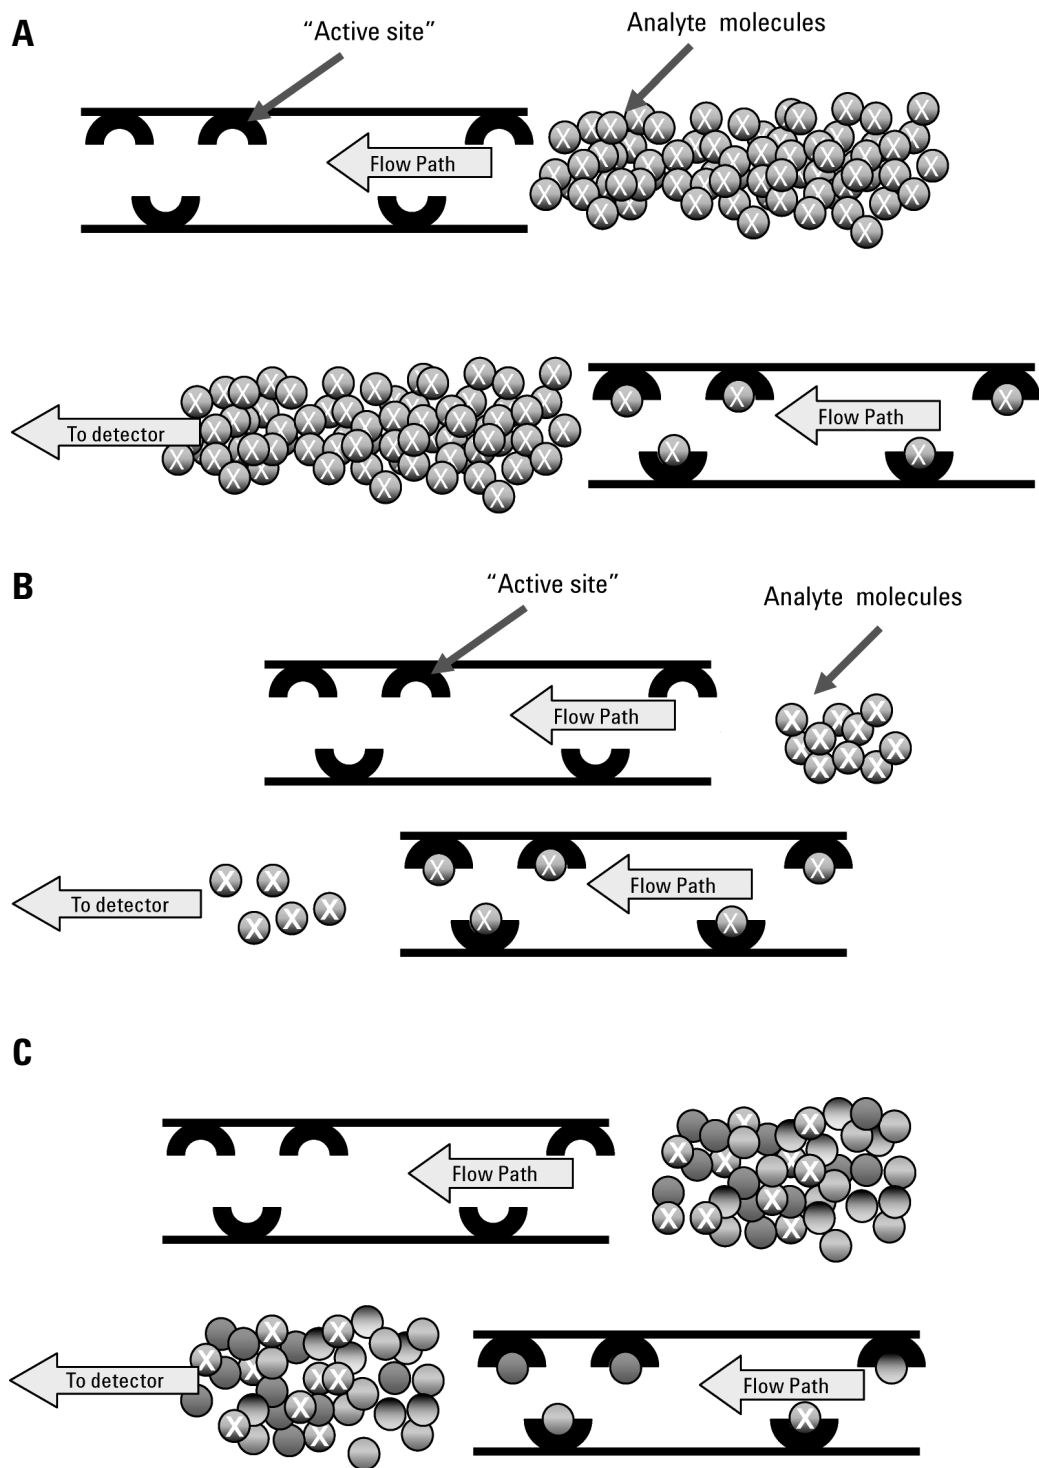 A
“Active site”
Analyte molecules
Flow Path
To detector
Flow Path
B
“Active site”
Analyte molecules
Flow Path
To detector
Flow Path
C
Flow Path
To detector
Flow Path